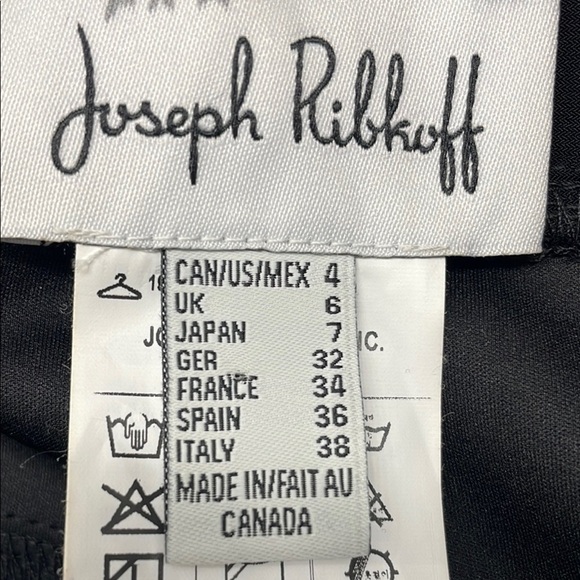 Joseph Ribkoff
CAN/US/MEX 4
UK 6
JAPAN 7
GER 32
FRANCE 34
SPAIN 36
ITALY 38
MADE IN/FAIT AU
CANADA